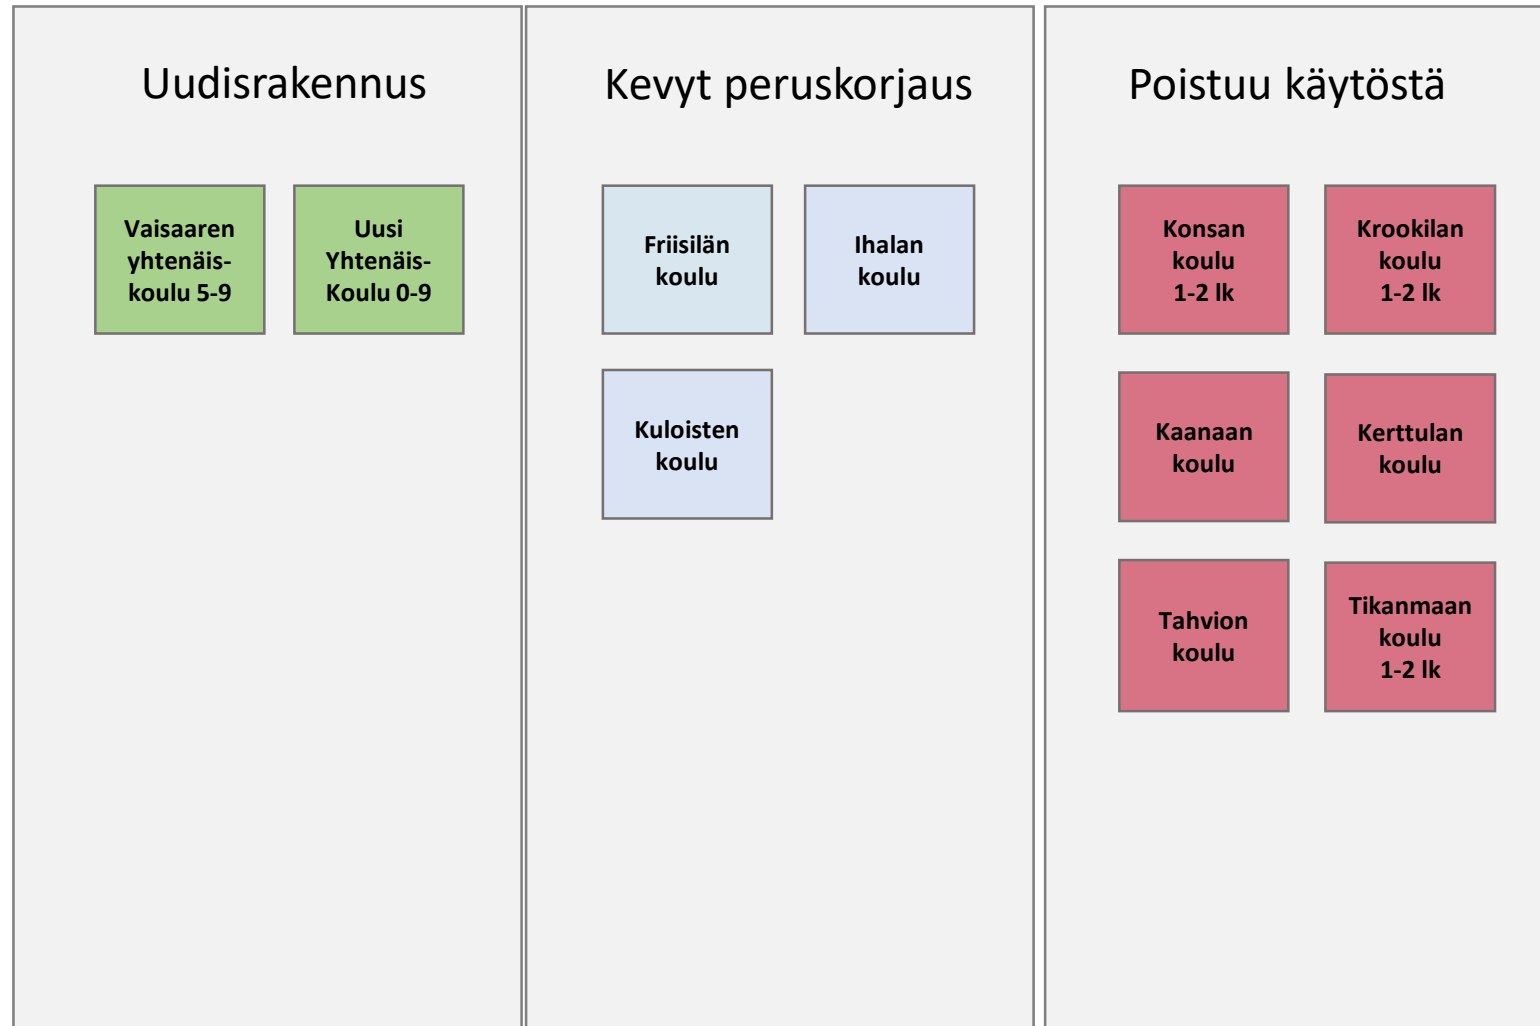 Uudisrakennus
Vaisaaren
yhtenäis-
koulu 5-9
Uusi
Yhtenäis-
Koulu 0-9
Kevyt peruskorjaus
Friisilän
koulu
Ihalan
koulu
Kuloisten
koulu
Poistuu käytöstä
Konsan
koulu
1-2 lk
Krookilan
koulu
1-2 lk
Kaanaan
koulu
Kerttulan
koulu
Tahvion
koulu
Tikanmaan
koulu
1-2 lk